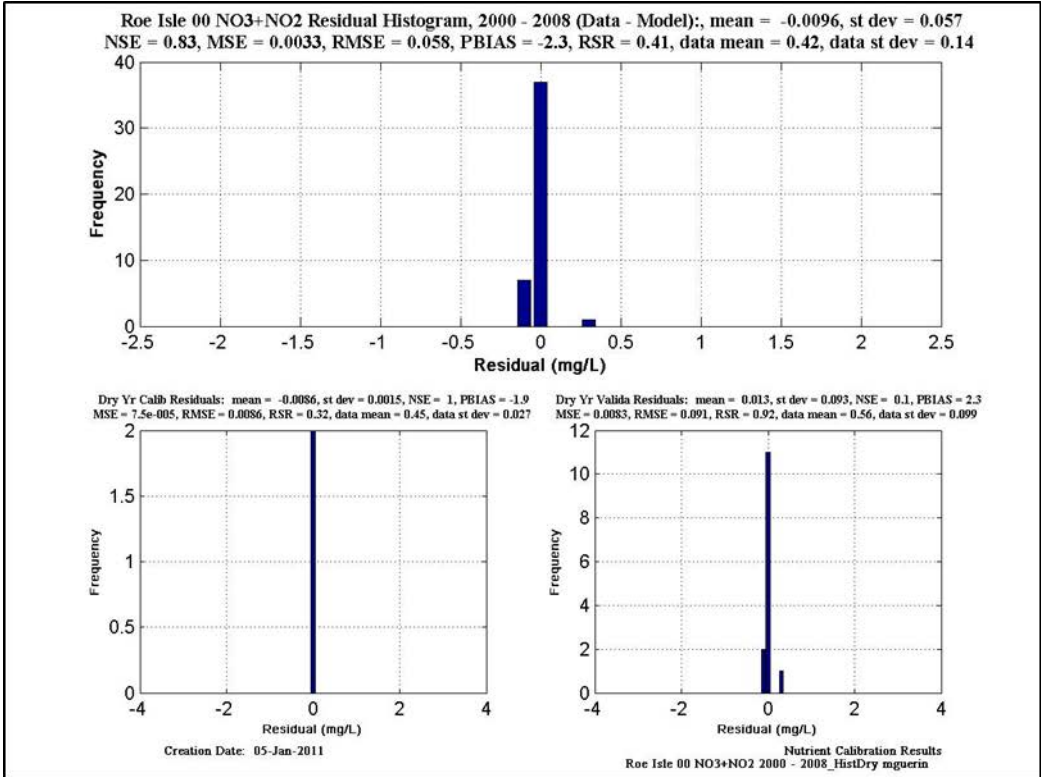 Roe Isle 00 NO3+NO2 Residual Histogram, 2000 - 2008 (Data - Model):, mean = -0.0096, st dev = 0.057
NSE = 0.83, MSE = 0.0033, RMSE = 0.058, PBIAS = -2.3, RSR = 0.41, data mean = 0.42, data st dev = 0.14
40
30
20
10
0
Frequency
-2.5 -2 -1.5 -1 -0.5 0 0.5 1 1.5 2 2.5
Residual (mg/L)
Dry Yr Calib Residuals: mean = -0.0086, st dev = 0.0015, NSE = 1, PBIAS = -1.9
MSE = 7.5e-005, RMSE = 0.0086, RSR = 0.32, data mean = 0.45, data st dev = 0.027
2
1.5
1
0.5
0
Frequency
-4 -2 0 2 4
Residual (mg/L)
Dry Yr Valida Residuals: mean = 0.013, st dev = 0.093, NSE = 0.1, PBIAS = 2.3
MSE = 0.0083, RMSE = 0.091, RSR = 0.92, data mean = 0.56, data st dev = 0.099
12
10
8
6
4
2
0
Frequency
-4 -2 0 2 4
Residual (mg/L)
Creation Date: 05-Jan-2011
Nutrient Calibration Results
Roe Isle 00 NO3+NO2 2000 - 2008_HistDry mguerin